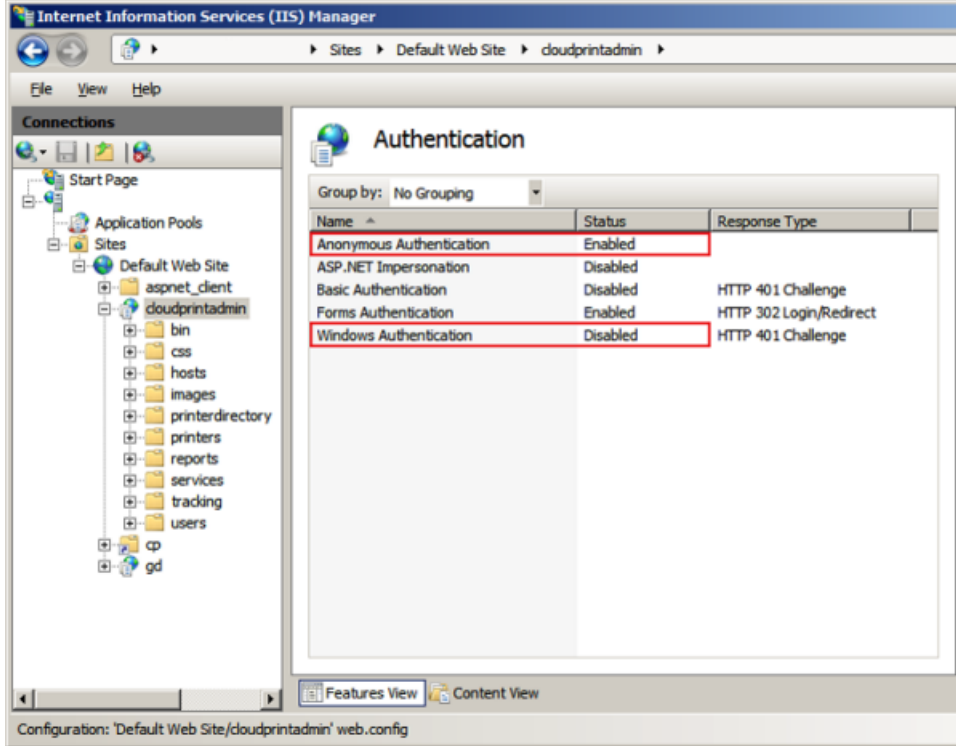 Internet Information Services (IIS) Manager
Sites Default Web Site cloudprintadmin
File View Help
Connections
Start Page
Application Pools
Sites
Default Web Site
aspnet_client
cloudprintadmin
bin
css
hosts
images
printerdirectory
printers
reports
services
tracking
users
cp
gd
Authentication
Group by: No Grouping
Name Status Response Type
Anonymous Authentication Enabled
ASP.NET Impersonation Disabled
Basic Authentication Disabled HTTP 401 Challenge
Forms Authentication Enabled HTTP 302 Login/Redirect
Windows Authentication Disabled HTTP 401 Challenge
Features View Content View
Configuration: 'Default Web Site/cloudprintadmin' web.config